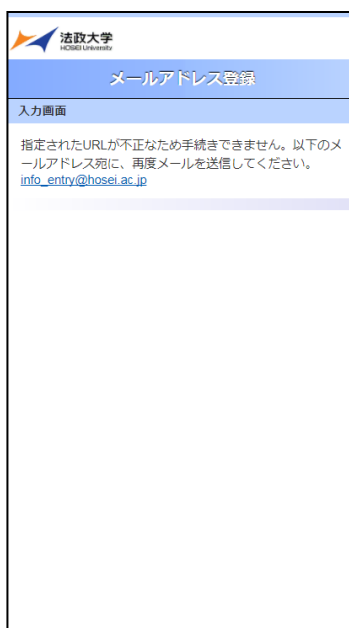 法政大学
HOSEI University
メールアドレス登録
入力画面
指定されたURLが不正なため手続きできません。以下のメ
ールアドレス宛に、再度メールを送信してください。
info_entry@hosei.ac.jp